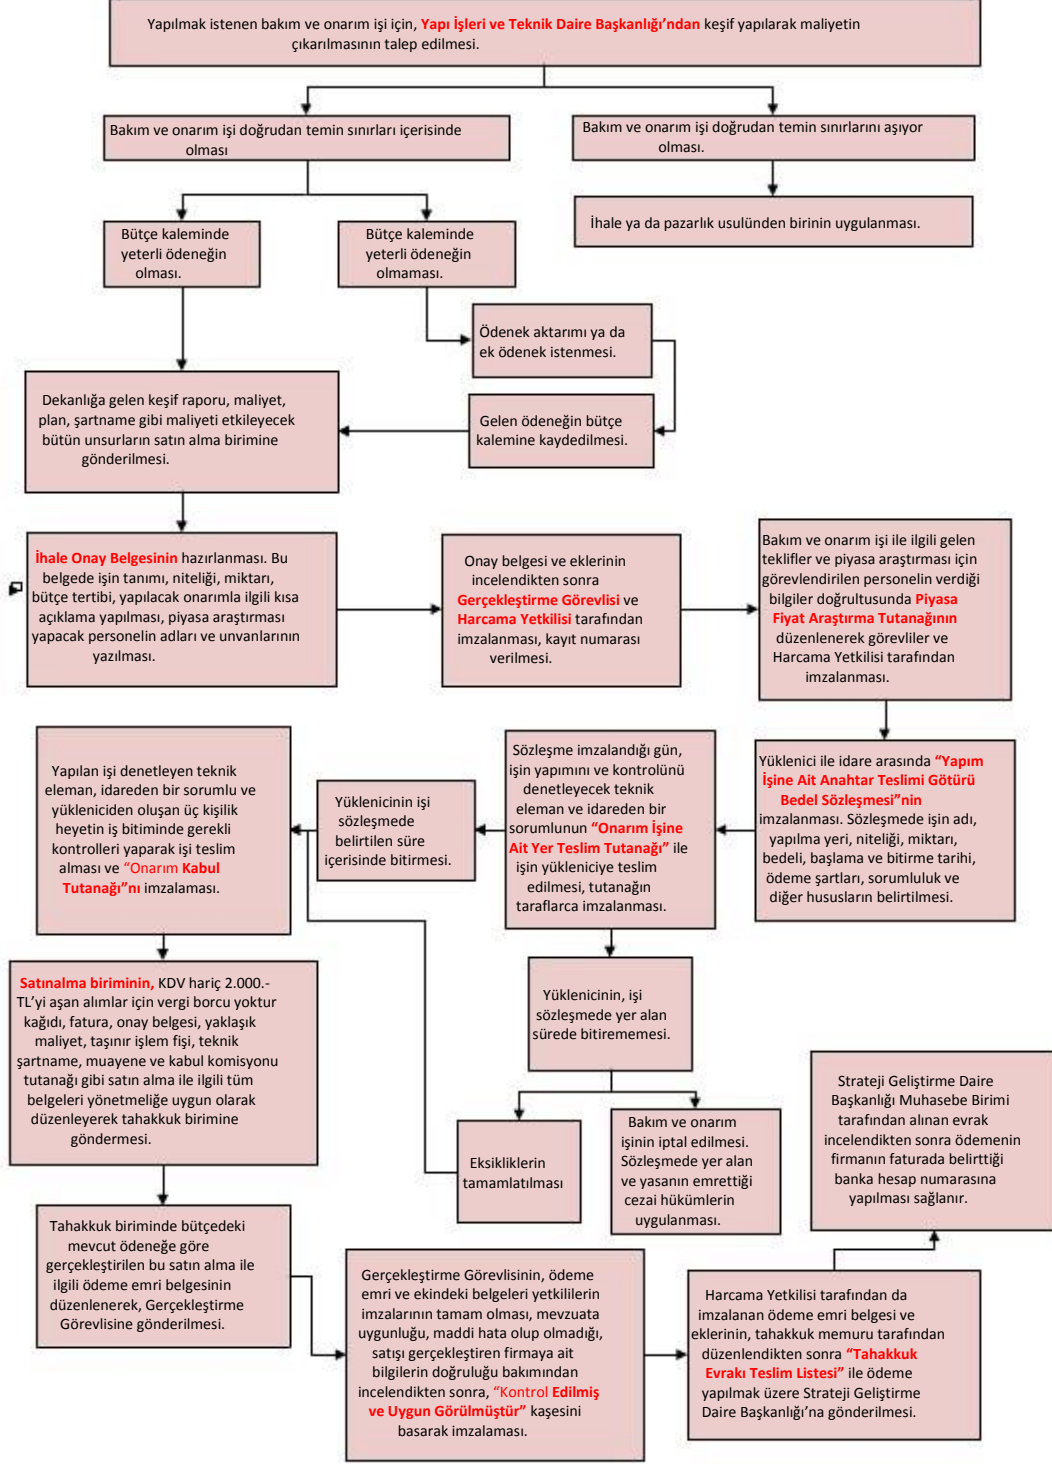 Yapılmak istenen bakım ve onarım işi için, Yapı İşleri ve Teknik Daire Başkanlığı'ndan keşif yapılarak maliyetin
çıkarılmasının talep edilmesi.
Bakım ve onarım işi doğrudan temin sınırları içerisinde
olması
Bakım ve onarım işi doğrudan temin sınırlarını aşıyor
olması.
Bütçe kaleminde
yeterli ödeneğin
olması.
Bütçe kaleminde
yeterli ödeneğin
olmaması.
İhale ya da pazarlık usulünden birinin uygulanması.
Ödenek aktarımı ya da
ek ödenek istenmesi.
Gelen ödeneğin bütçe
kalemine kaydedilmesi.
Dekanlığa gelen keşif raporu, maliyet,
plan, şartname gibi maliyeti etkileyecek
bütün unsurların satın alma birimine
gönderilmesi.
İhale Onay Belgesinin hazırlanması. Bu
belgede işin tanımı, niteliği, miktarı,
bütçe tertibi, yapılacak onarımla ilgili kısa
açıklama yapılması, piyasa araştırması
yapacak personelin adları ve unvanlarının
yazılması.
Onay belgesi ve eklerinin
incelendikten sonra
Gerçekleştirme Görevlisi ve
Harcama Yetkilisi tarafından
imzalanması, kayıt numarası
verilmesi.
Bakım ve onarım işi ile ilgili gelen
teklifler ve piyasa araştırması için
görevlendirilen personelin verdiği
bilgiler doğrultusunda Piyasa
Fiyat Araştırma Tutanağının
düzenlenerek görevliler ve
Harcama Yetkilisi tarafından
imzalanması.
Yüklenici ile idare arasında “Yapım
İşine Ait Anahtar Teslimi Götürü
Bedel Sözleşmesi”nin
imzalanması. Sözleşmede işin adı,
yapılma yeri, niteliği, miktarı,
bedeli, başlama ve bitirme tarihi,
ödeme şartları, sorumluluk ve
diğer hususların belirtilmesi.
Sözleşme imzalandığı gün,
işin yapımını ve kontrolünü
denetleyecek teknik
eleman ve idareden bir
sorumlunun “Onarım İşine
Ait Yer Teslim Tutanağı” ile
işin yükleniciye teslim
edilmesi, tutanağın
taraflarca imzalanması.
Yüklenicinin işi
sözleşmede
belirtilen süre
içerisinde bitirmesi.
Yapılan işi denetleyen teknik
eleman, idareden bir sorumlu ve
yükleniciden oluşan üç kişilik
heyetin iş bitiminde gerekli
kontrolleri yaparak işi teslim
alması ve “Onarım Kabul
Tutanağı”nı imzalaması.
Yüklenicinin, işi
sözleşmede yer alan
sürede bitirememesi.
Eksikliklerin
tamamlatılması
Bakım ve onarım
işinin iptal edilmesi.
Sözleşmede yer alan
ve yasanın emrettiği
cezai hükümlerin
uygulanması.
Satınalma biriminin, KDV hariç 2.000.-
TL'yi aşan alımlar için vergi borcu yoktur
kağıdı, fatura, onay belgesi, yaklaşık
maliyet, taşınır işlem fişi, teknik
şartname, muayene ve kabul komisyonu
tutanağı gibi satın alma ile ilgili tüm
belgeleri yönetmeliğe uygun olarak
düzenleyerek tahakkuk birimine
göndermesi.
Tahakkuk biriminde bütçedeki
mevcut ödeneğe göre
gerçekleştirilen bu satın alma ile
ilgili ödeme emri belgesinin
düzenlenerek, Gerçekleştirme
Görevlisine gönderilmesi.
Gerçekleştirme Görevlisinin, ödeme
emri ve ekindeki belgeleri yetkililerin
imzalarının tamam olması, mevzuata
uygunluğu, maddi hata olup olmadığı,
satışı gerçekleştiren firmaya ait
bilgilerin doğruluğu bakımından
incelendikten sonra, “Kontrol Edilmiş
ve Uygun Görülmüştür” kaşesini
basarak imzalaması.
Harcama Yetkilisi tarafından da
imzalanan ödeme emri belgesi ve
eklerinin, tahakkuk memuru tarafından
düzenlendikten sonra “Tahakkuk
Evrakı Teslim Listesi” ile ödeme
yapılmak üzere Strateji Geliştirme
Daire Başkanlığı'na gönderilmesi.
Strateji Geliştirme Daire
Başkanlığı Muhasebe Birimi
tarafından alınan evrak
incelendikten sonra ödemenin
firmanın faturada belirttiği
banka hesap numarasına
yapılması sağlanır.